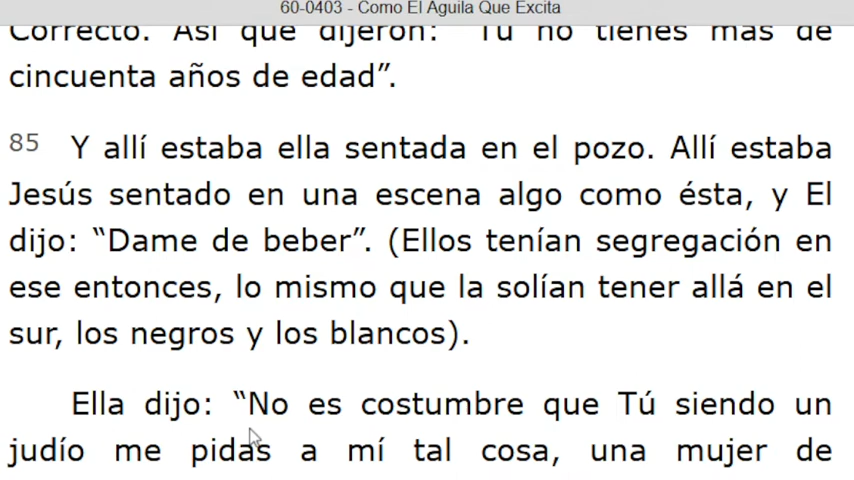 60-0403 - Como El Aguila Que Excita
Correcto. Así que dijeron: “Tú no tienes más de
cincuenta años de edad”.
85 Y allí estaba ella sentada en el pozo. Allí estaba
Jesús sentado en una escena algo como ésta, y El
dijo: “Dame de beber”. (Ellos tenían segregación en
ese entonces, lo mismo que la solían tener allá en el
sur, los negros y los blancos).
Ella dijo: “No es costumbre que Tú siendo un
judío me pidas a mí tal cosa, una mujer de